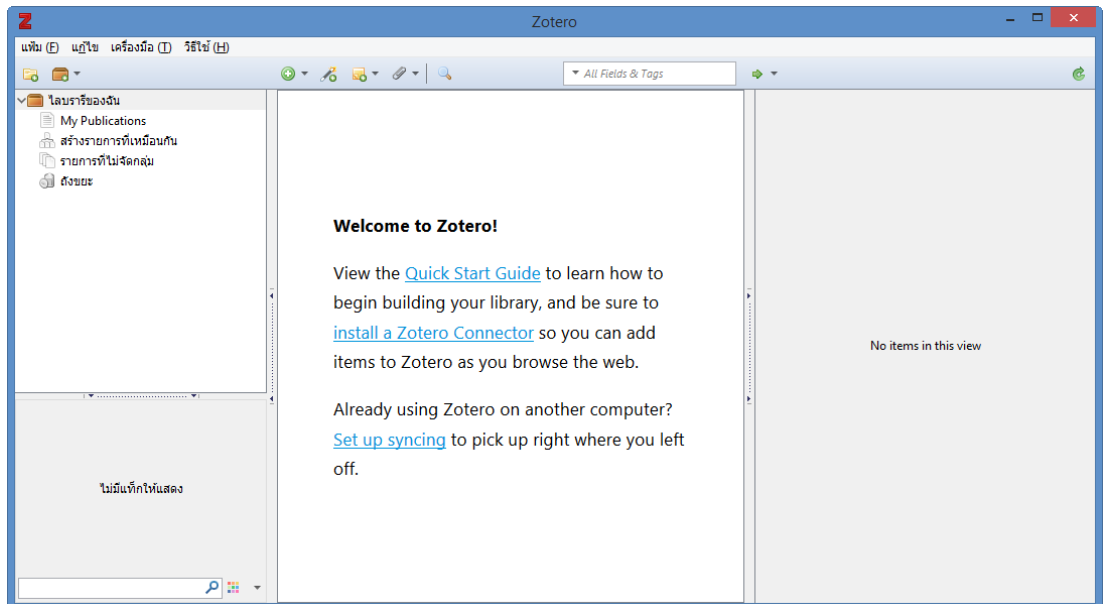 Zotero
แฟ้ม (F) แก้ไข เครื่องมือ (T) วิธีใช้ (H)
All Fields & Tags
ไลบรารีของฉัน
My Publications
สร้างรายการที่เหมือนกัน
รายการที่ไม่จัดกลุ่ม
ถังขยะ
Welcome to Zotero!
View the Quick Start Guide to learn how to
begin building your library, and be sure to
install a Zotero Connector so you can add
items to Zotero as you browse the web.
Already using Zotero on another computer?
Set up syncing to pick up right where you left
off.
No items in this view
ไม่มีแท็กให้แสดง